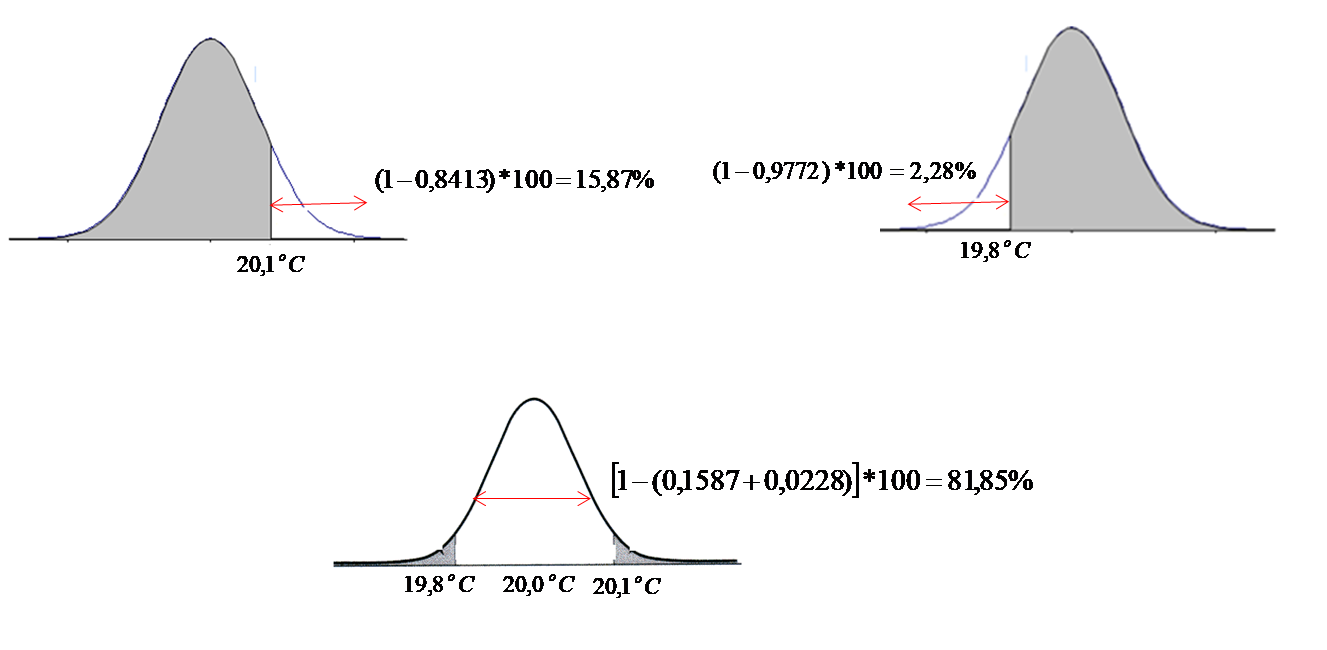 (1−0,8413)*100=15,87%
20,1°C
(1−0,9772)*100 = 2,28%
19,8°C
[1−(0,1587+0,0228)]*100 = 81,85%
19,8°C 20,0°C 20,1°C